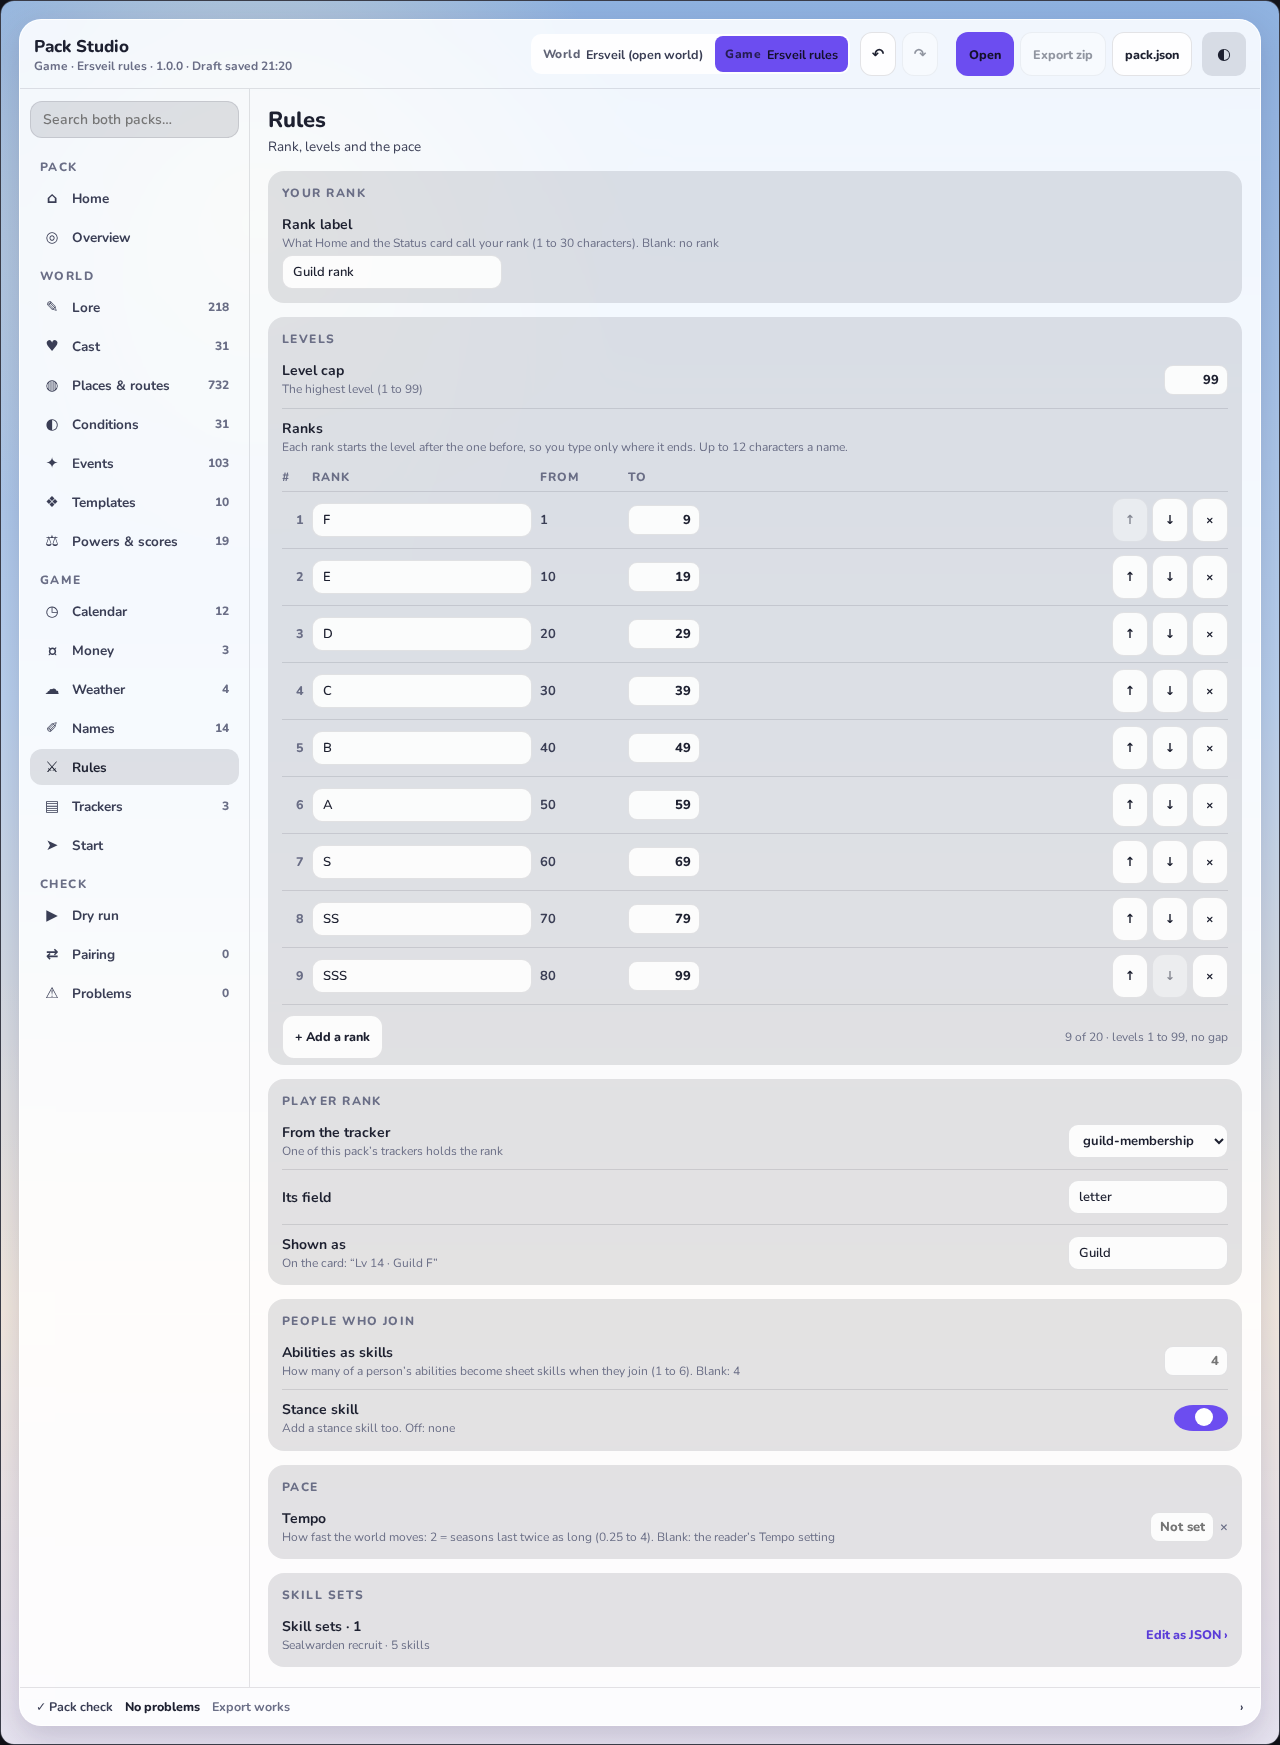 Pack Studio
Game · Ersveil rules · 1.0.0 · Draft saved 21:20
World Ersveil (open world) Game Ersveil rules
↶ ↷ Open Export zip pack.json ◐
Search both packs...
PACK
⌂ Home
◎ Overview
WORLD
✎ Lore 218
♥ Cast 31
◍ Places & routes 732
◐ Conditions 31
✦ Events 103
❖ Templates 10
⚖ Powers & scores 19
GAME
◷ Calendar 12
¤ Money 3
☁ Weather 4
✐ Names 14
⚔ Rules
▤ Trackers 3
➤ Start
CHECK
▶ Dry run
⇄ Pairing 0
⚠ Problems 0
Rules
Rank, levels and the pace
YOUR RANK
Rank label
What Home and the Status card call your rank (1 to 30 characters). Blank: no rank
Guild rank
LEVELS
Level cap
The highest level (1 to 99)
99
Ranks
Each rank starts the level after the one before, so you type only where it ends. Up to 12 characters a name.
# RANK FROM TO
1 F 1 9 ↑ ↓ ×
2 E 10 19 ↑ ↓ ×
3 D 20 29 ↑ ↓ ×
4 C 30 39 ↑ ↓ ×
5 B 40 49 ↑ ↓ ×
6 A 50 59 ↑ ↓ ×
7 S 60 69 ↑ ↓ ×
8 SS 70 79 ↑ ↓ ×
9 SSS 80 99 ↑ ↓ ×
+ Add a rank 9 of 20 · levels 1 to 99, no gap
PLAYER RANK
From the tracker
One of this pack's trackers holds the rank
guild-membership
Its field
letter
Shown as
On the card: “Lv 14 · Guild F”
Guild
PEOPLE WHO JOIN
Abilities as skills
How many of a person's abilities become sheet skills when they join (1 to 6). Blank: 4
4
Stance skill
Add a stance skill too. Off: none
PACE
Tempo
How fast the world moves: 2 = seasons last twice as long (0.25 to 4). Blank: the reader's Tempo setting
Not set ×
SKILL SETS
Skill sets · 1
Sealwarden recruit · 5 skills
Edit as JSON ›
✓ Pack check No problems Export works ›